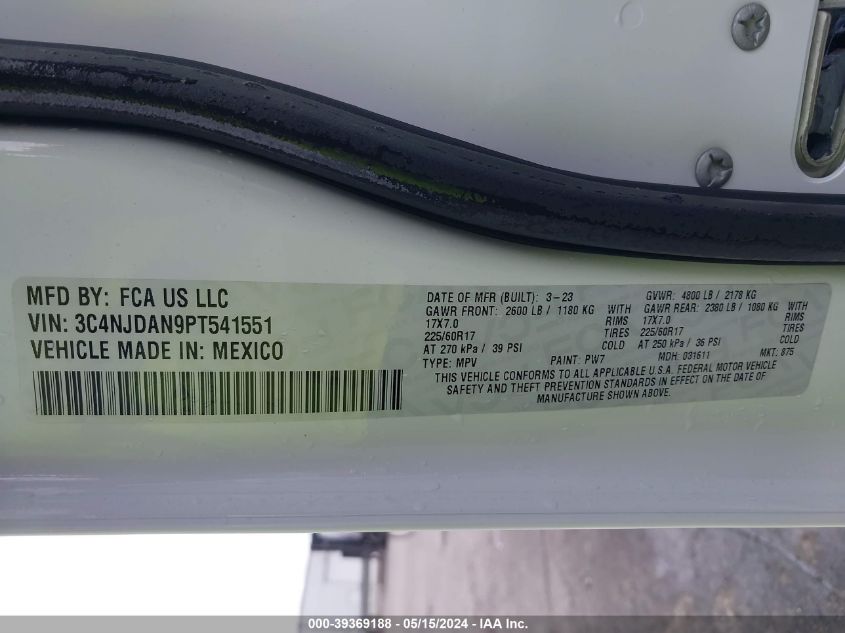 MFD BY: FCA US LLC
VIN: 3C4NJDAN9PT541551
VEHICLE MADE IN: MEXICO
DATE OF MFR (BUILT): 3-23
GAWR FRONT: 2600 LB / 1180 KG WITH
17X7.0 RIMS
225/60R17 TIRES
AT 270 kPa / 39 PSI COLD
TYPE: MPV PAINT: PW7
GVWR: 4800 LB / 2178 KG
GAWR REAR: 2380 LB / 1080 KG WITH
17X7.0 RIMS
225/60R17 TIRES
AT 250 kPa / 36 PSI COLD
MDH: 031611 MKT: 875
THIS VEHICLE CONFORMS TO ALL APPLICABLE U.S.A. FEDERAL MOTOR VEHICLE
SAFETY AND THEFT PREVENTION STANDARDS IN EFFECT ON THE DATE OF
MANUFACTURE SHOWN ABOVE.
000-39369188 - 05/15/2024 - IAAI INC.